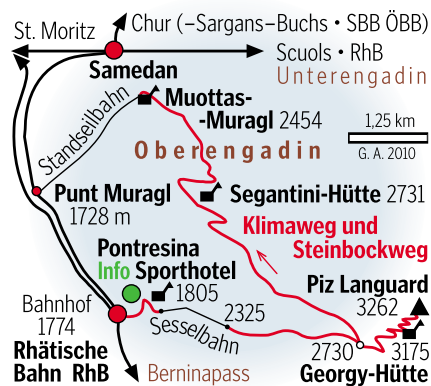 Chur (–Sargans–Buchs • SBB ÖBB)
St. Moritz
Scuols • RhB
Samedan
Unterengadin
Muottas-
-Muragl 2454
1,25 km
G. A. 2010
Standseilbahn
Oberengadin
Punt Muragl
1728 m
Segantini-Hütte 2731
Klimaweg und
Steinbockweg
Pontresina
Info Sporthotel
1805
Piz Languard
3262
Bahnhof
1774
Sesselbahn
2325
Rhätische
Bahn RhB
2730
3175
Georgy-Hütte
Berninapass